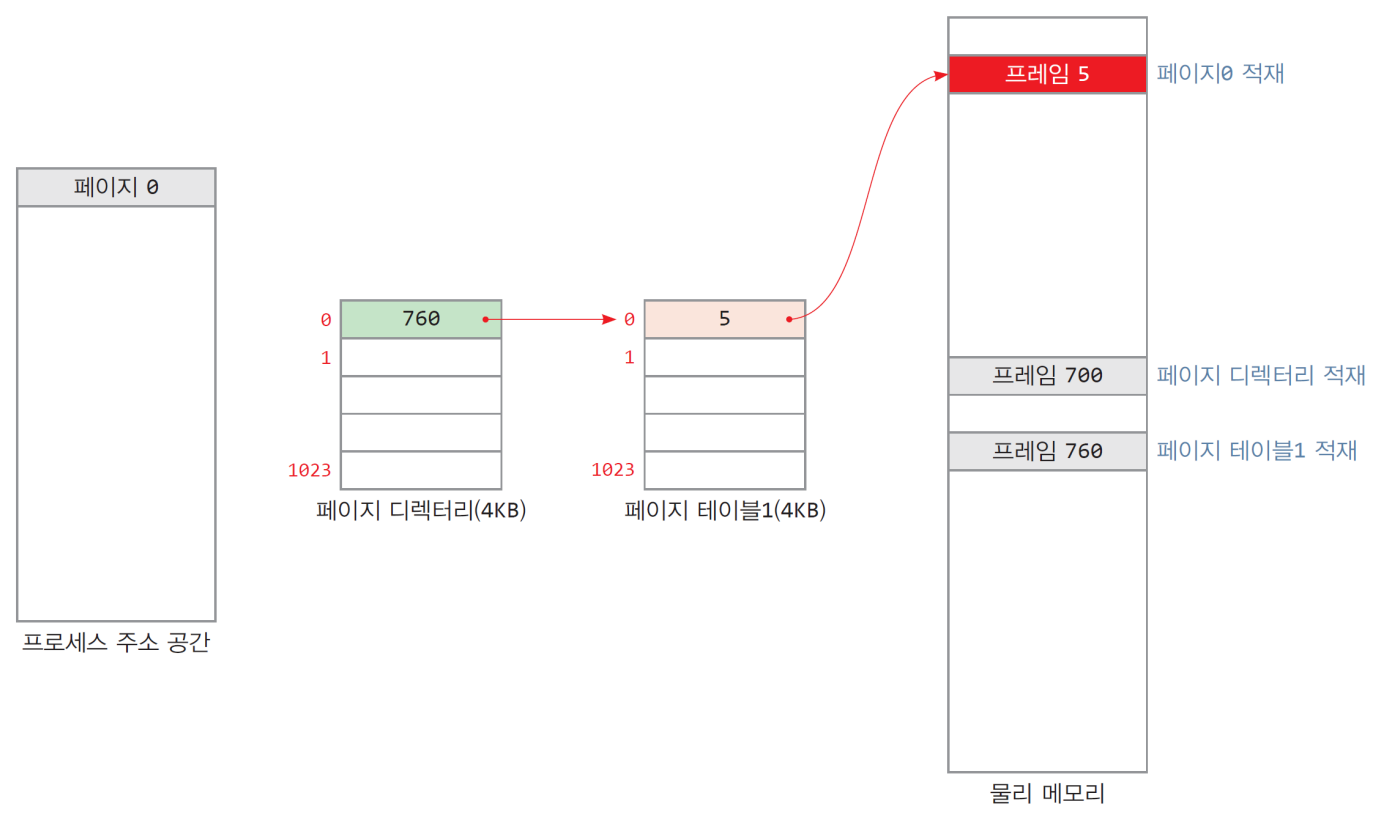 프레임 5
페이지0 적재
페이지 0
0
760
0
5
1
1
프레임 700
페이지 디렉터리 적재
프레임 760
페이지 테이블1 적재
1023
1023
페이지 디렉터리(4KB)
페이지 테이블1(4KB)
프로세스 주소 공간
물리 메모리